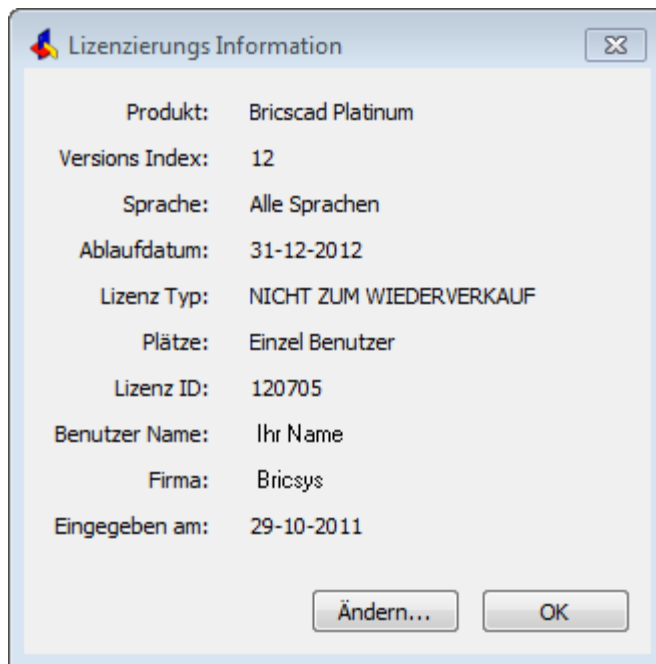 Lizenzierungs Information
Produkt: Bricscad Platinum
Versions Index: 12
Sprache: Alle Sprachen
Ablaufdatum: 31-12-2012
Lizenz Typ: NICHT ZUM WIEDERVERKAUF
Plätze: Einzel Benutzer
Lizenz ID: 120705
Benutzer Name: Ihr Name
Firma: Bricsys
Eingegeben am: 29-10-2011
Ändern... OK